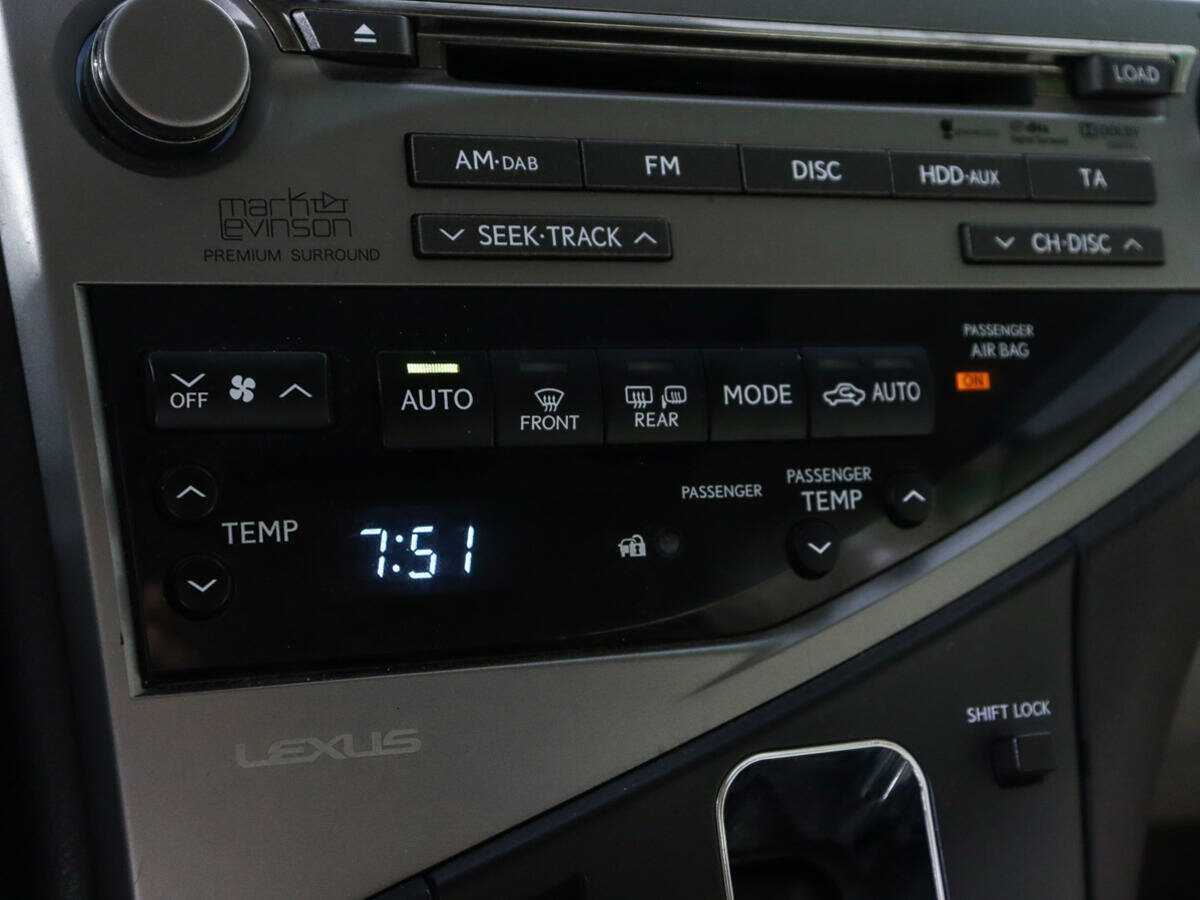 LOAD
DOLBY
AM·DAB
FM
DISC
HDD·AUX
TA
mark
Levinson
PREMIUM SURROUND
SEEK·TRACK
CH·DISC
PASSENGER
AIR BAG
ON
OFF
AUTO
FRONT
REAR
MODE
AUTO
TEMP
7:51
PASSENGER
PASSENGER
TEMP
LEXUS
SHIFT LOCK